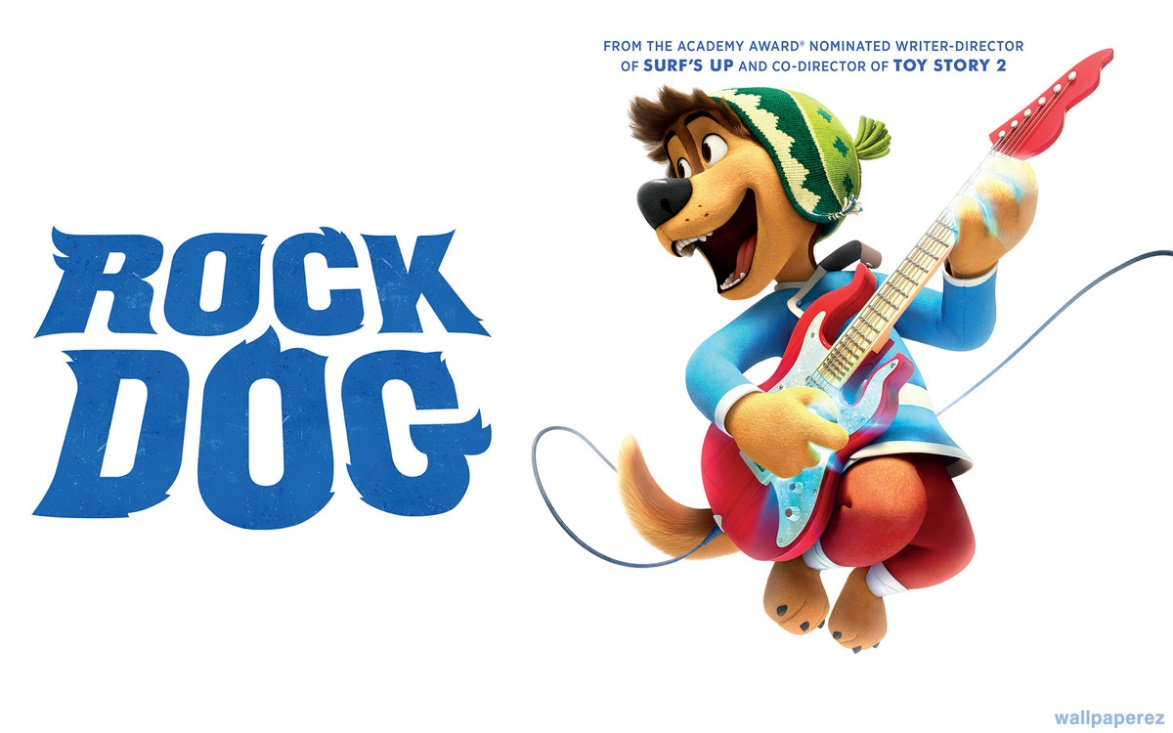 FROM THE ACADEMY AWARD® NOMINATED WRITER-DIRECTOR
OF SURF'S UP AND CO-DIRECTOR OF TOY STORY 2
ROCK
DOG
wallpaperez